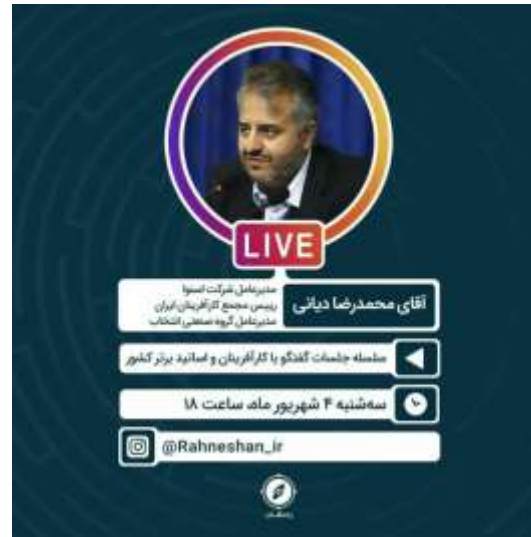 LIVE
آقای محمدرضا دیانی
مدیرعامل شرکت اسنوا
رییس مجمع کارآفرینان ایران
مدیرعامل گروه صنعتی انتخاب
سلسله جلسات گفتگو با کارآفرینان و اساتید برتر کشور
سه‌شنبه ۴ شهریور ماه، ساعت ۱۸
@Rahneshan_ir